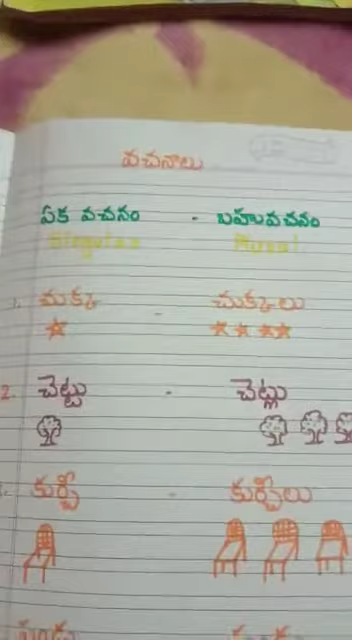 వచనాలు
ఏక వచనం - బహువచనం
Singular Plural
1. చుక్క - చుక్కలు
2. చెట్టు - చెట్లు
కుర్చీ - కుర్చీలు